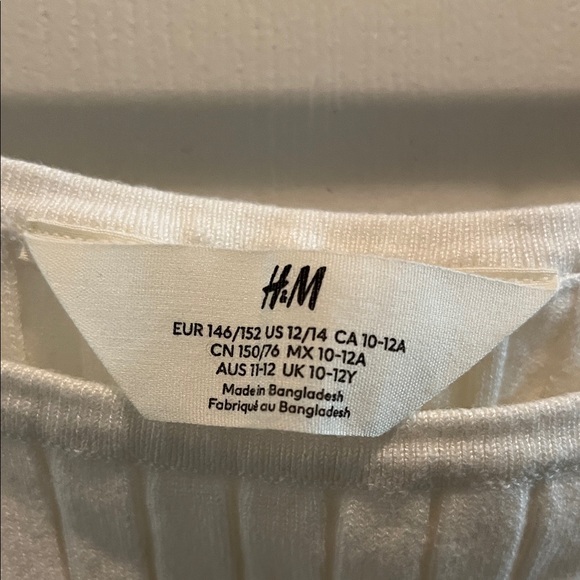 H&M
EUR 146/152 US 12/14 CA 10-12A
CN 150/76 MX 10-12A
AUS 11-12 UK 10-12Y
Made in Bangladesh
Fabriqué au Bangladesh